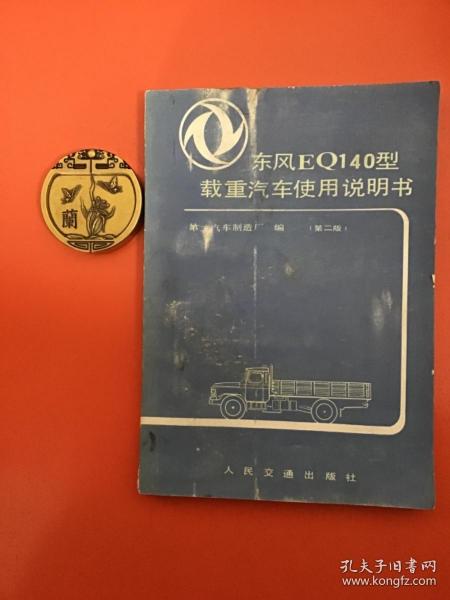 东风EQ140型
载重汽车使用说明书
第二汽车制造厂 编 (第二版)
人民交通出版社
蘭
孔夫子旧书网
www.kongfz.com